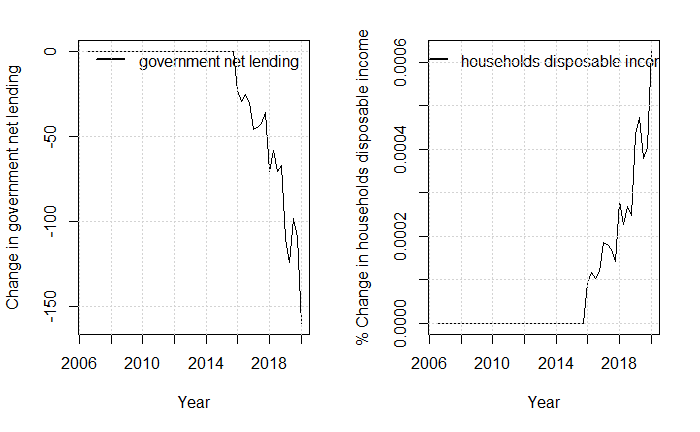 Change in government net lending
0
-50
-100
-150
government net lending
2006
2010
2014
2018
Year
% Change in households disposable income
0.0006
0.0004
0.0002
0.0000
households disposable incor
2006
2010
2014
2018
Year